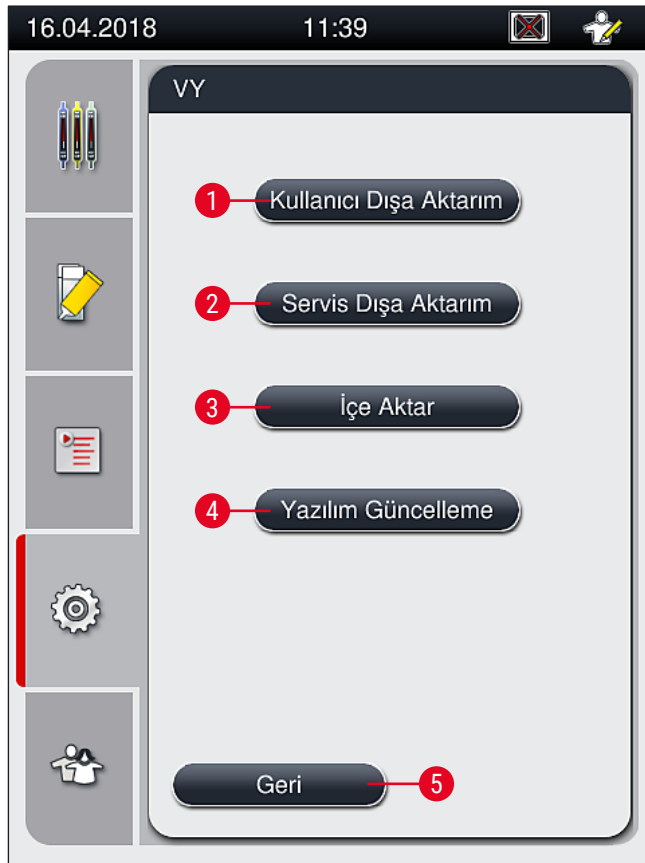 16.04.2018 11:39
VY
1 Kullanıcı Dışa Aktarım
2 Servis Dışa Aktarım
3 İçe Aktar
4 Yazılım Güncelleme
Geri 5